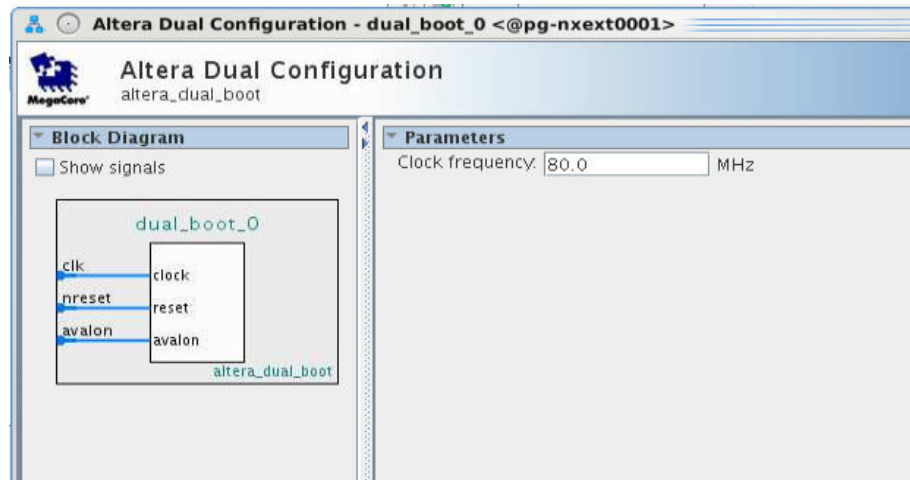 Altera Dual Configuration - dual_boot_0 <@pg-nxext0001>
Altera Dual Configuration
altera_dual_boot
MegaCore®
Block Diagram
Show signals
dual_boot_0
clk
clock
nreset
reset
avalon
avalon
altera_dual_boot
Parameters
Clock frequency: 80.0 MHz